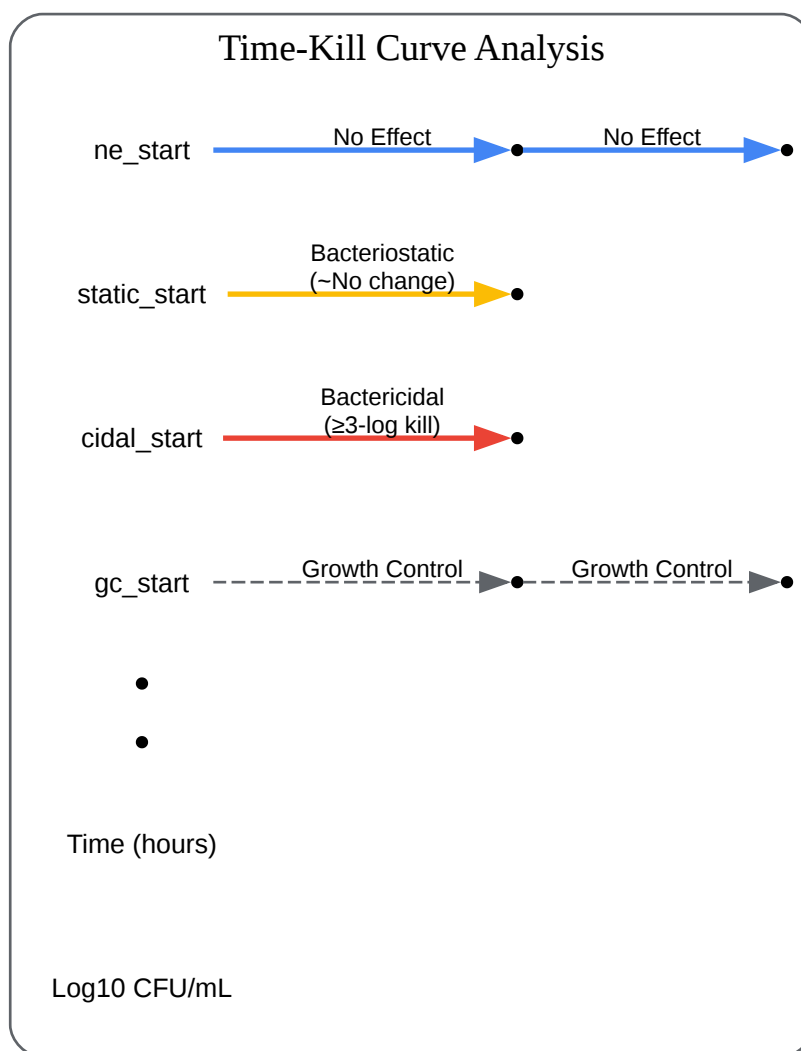 Time-Kill Curve Analysis
ne_start
No Effect
No Effect
Bacteriostatic
(~No change)
static_start
Bactericidal
(≥3-log kill)
cidal_start
gc_start
Growth Control
Growth Control
Time (hours)
Log10 CFU/mL